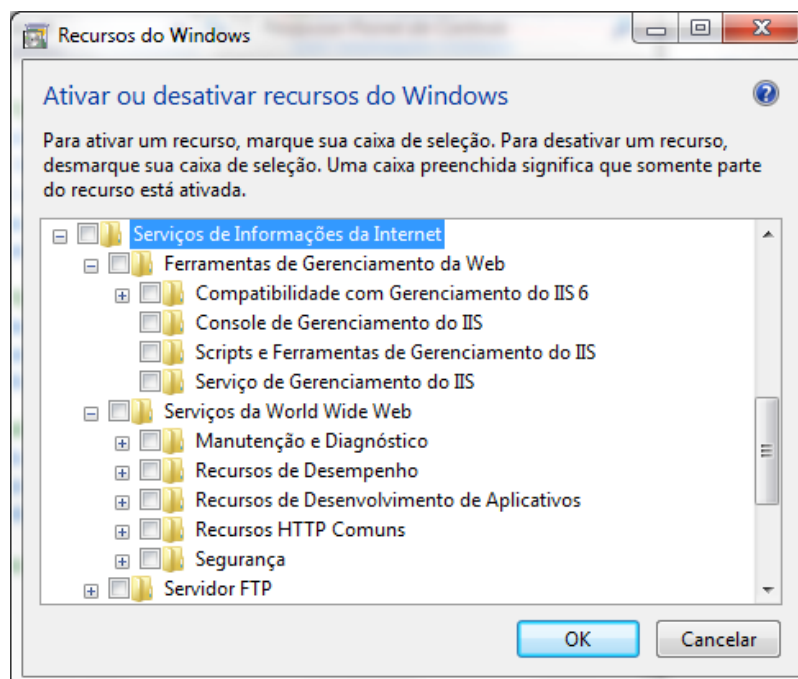 Recursos do Windows
Ativar ou desativar recursos do Windows
Para ativar um recurso, marque sua caixa de seleção. Para desativar um recurso,
desmarque sua caixa de seleção. Uma caixa preenchida significa que somente parte
do recurso está ativada.
Serviços de Informações da Internet
Ferramentas de Gerenciamento da Web
Compatibilidade com Gerenciamento do IIS 6
Console de Gerenciamento do IIS
Scripts e Ferramentas de Gerenciamento do IIS
Serviço de Gerenciamento do IIS
Serviços da World Wide Web
Manutenção e Diagnóstico
Recursos de Desempenho
Recursos de Desenvolvimento de Aplicativos
Recursos HTTP Comuns
Segurança
Servidor FTP
OK Cancelar